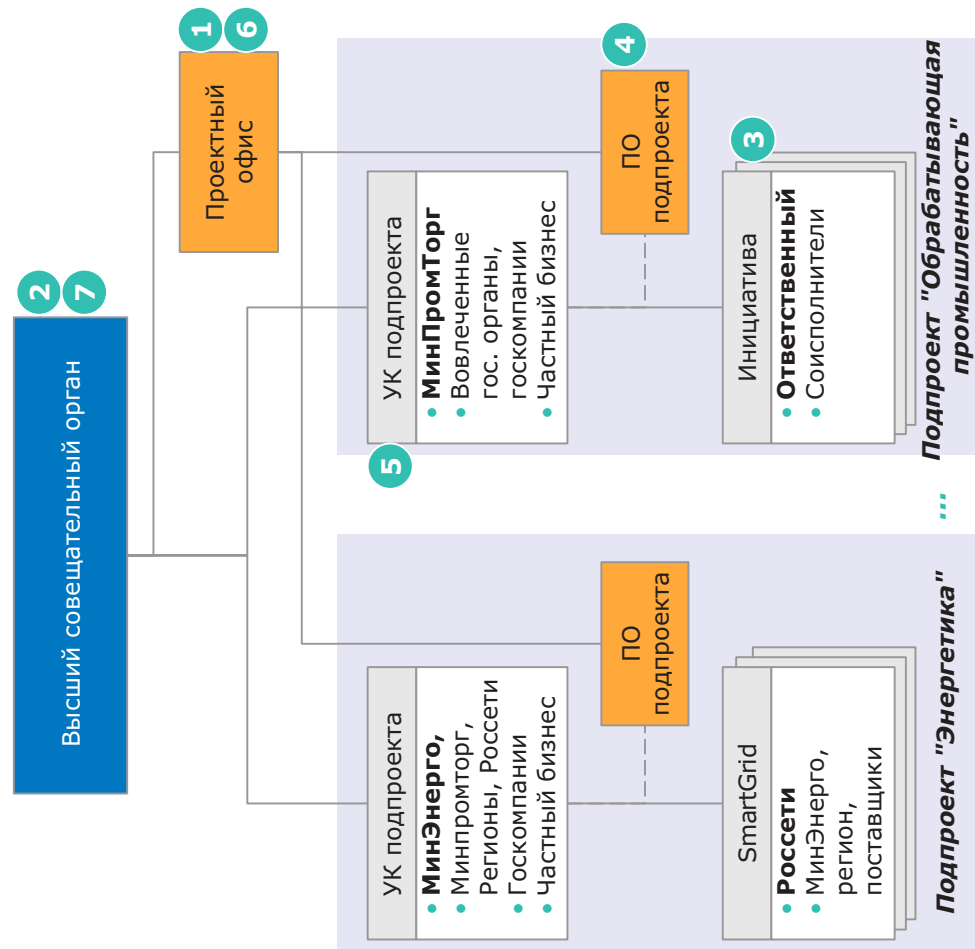 Высший совещательный орган
2
7
Проектный
офис
1
6
УК подпроекта
• МинЭнерго,
• Минпромторг,
Регионы, Россети
• Госкомпании
• Частный бизнес
ПО
подпроекта
SmartGrid
• Россети
• МинЭнерго,
регион,
поставщики
Подпроект "Энергетика"
...
5
УК подпроекта
• МинПромТорг
• Вовлеченные
гос. органы,
госкомпании
• Частный бизнес
ПО
подпроекта
4
Инициатива
3
• Ответственный
• Соисполнители
Подпроект "Обрабатывающая
промышленность"